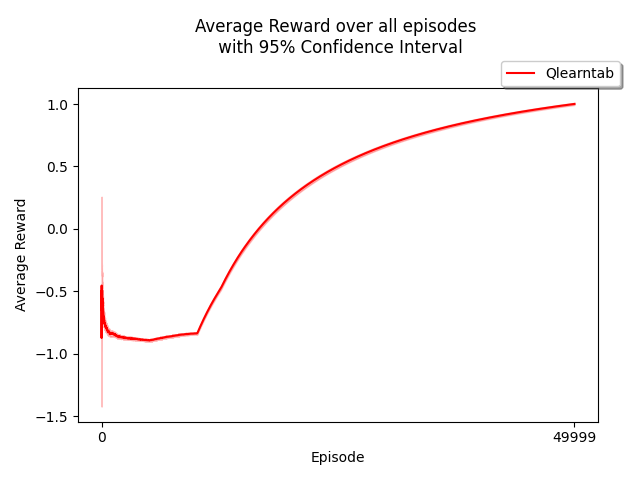 Average Reward over all episodes
with 95% Confidence Interval
Qlearntab
1.0
0.5
0.0
−0.5
−1.0
−1.5
Average Reward
0
49999
Episode